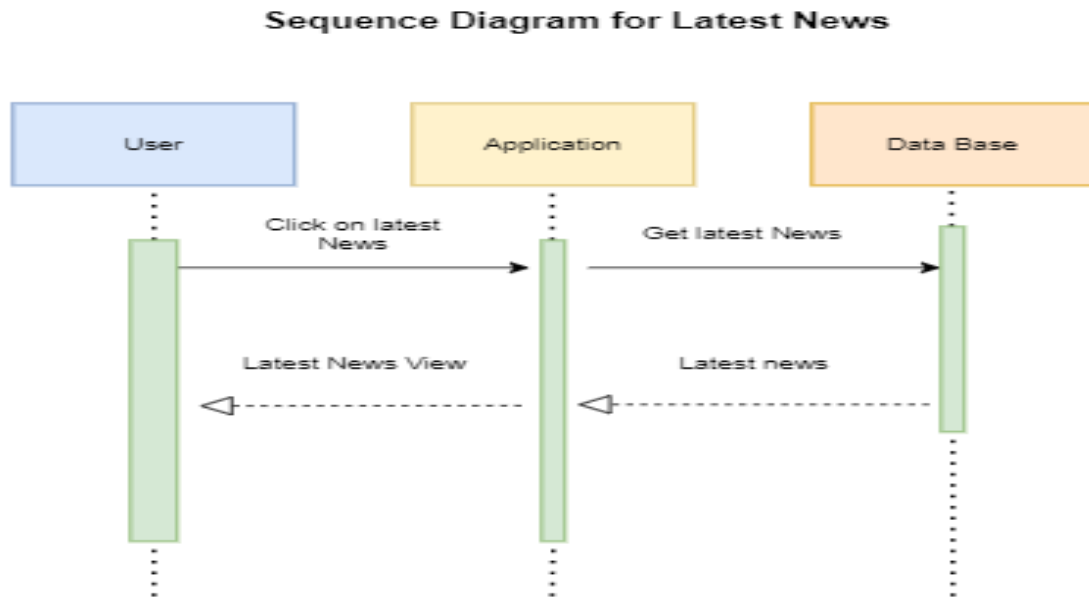 Sequence Diagram for Latest News
User
Application
Data Base
Click on latest
News
Get latest News
Latest News View
Latest news